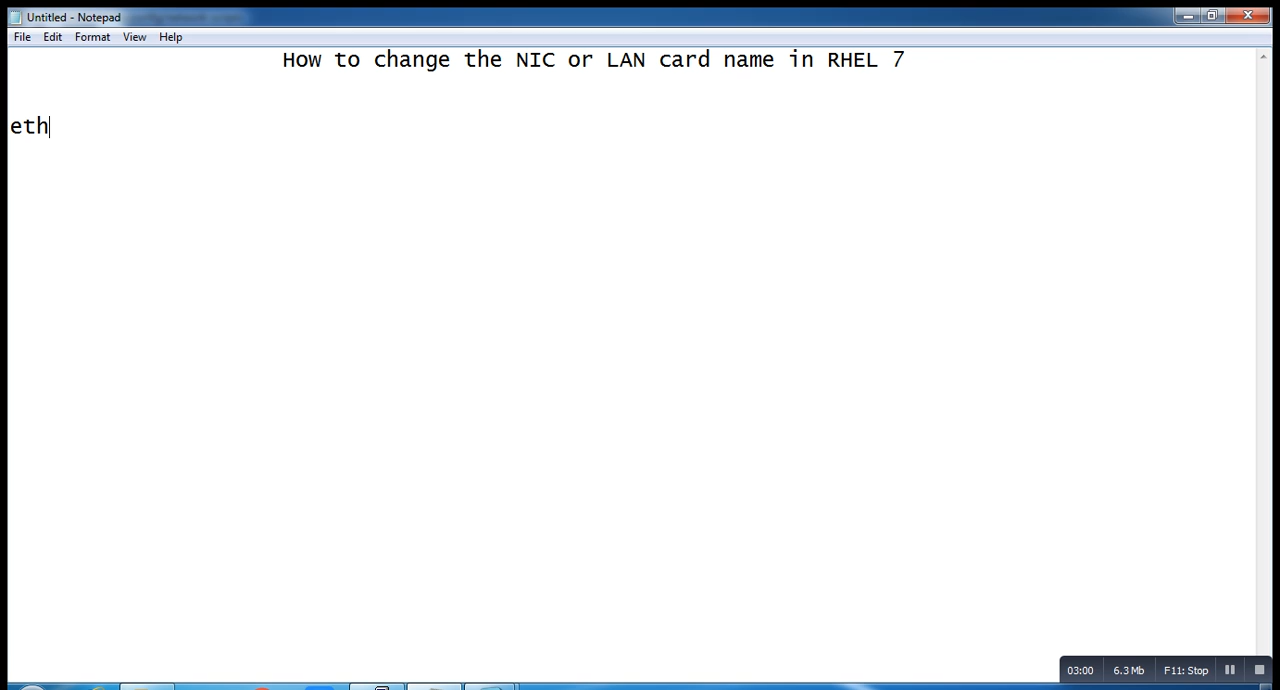 Untitled - Notepad
File Edit Format View Help
How to change the NIC or LAN card name in RHEL 7
eth
03:00 6.3 Mb F11: Stop